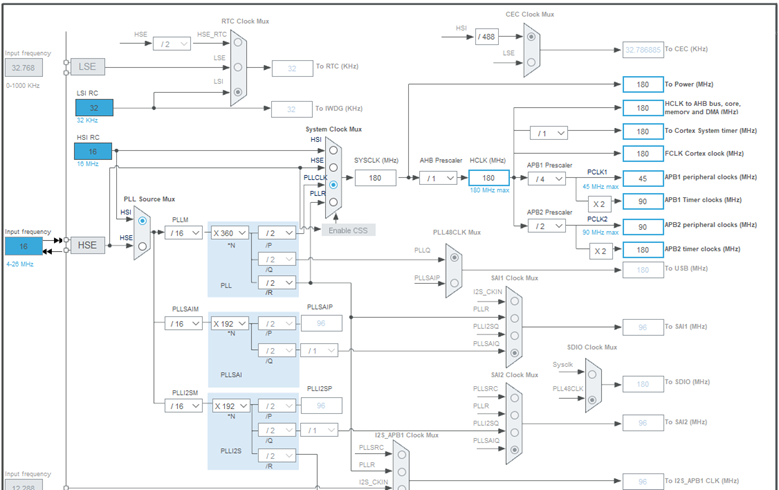 RTC Clock Mux
CEC Clock Mux
HSE
/ 2
HSE_RTC
HSI
/ 488
Input frequency
32.768
0-1000 KHz
LSE
LSE
32
To RTC (KHz)
LSE
32.786885
To CEC (KHz)
LSI
180
To Power (MHz)
LSI RC
32
32 KHz
32
To IWDG (KHz)
180
HCLK to AHB bus, core,
memory and DMA (MHz)
System Clock Mux
/ 1
180
To Cortex System timer (MHz)
HSI RC
16
16 MHz
HSI
HSE
PLLCLK
PLLR
SYSCLK (MHz)
180
AHB Prescaler
/ 1
HCLK (MHz)
180
180 MHz max
180
FCLK Cortex clock (MHz)
APB1 Prescaler
/ 4
PCLK1
45 MHz max
45
APB1 peripheral clocks (MHz)
X 2
90
APB1 Timer clocks (MHz)
PLL Source Mux
HSI
HSE
Enable CSS
APB2 Prescaler
/ 2
PCLK2
90 MHz max
90
APB2 peripheral clocks (MHz)
X 2
180
APB2 timer clocks (MHz)
Input frequency
16
4-26 MHz
HSE
PLLM
/ 16
X 360
*N
/ 2
/P
/ 2
/Q
/ 2
/R
PLL
PLL48CLK Mux
PLLQ
PLLSAIP
180
To USB (MHz)
SAI1 Clock Mux
I2S_CKIN
PLLR
PLLI2SQ
PLLSAIQ
96
To SAI1 (MHz)
PLLSAIM
/ 16
X 192
*N
/ 2
/P
PLLSAIP
96
/ 2
/Q
/ 1
PLLSAI
SDIO Clock Mux
Sysclk
PLL48CLK
180
To SDIO (MHz)
SAI2 Clock Mux
PLLSRC
PLLR
PLLI2SQ
PLLSAIQ
96
To SAI2 (MHz)
PLLI2SM
/ 16
X 192
*N
/ 2
/P
PLLI2SP
96
/ 2
/Q
/ 1
/ 2
/R
PLLI2S
I2S_APB1 Clock Mux
PLLSRC
PLLR
I2S_CKIN
96
To I2S_APB1 CLK (MHz)
Input frequency
12.288